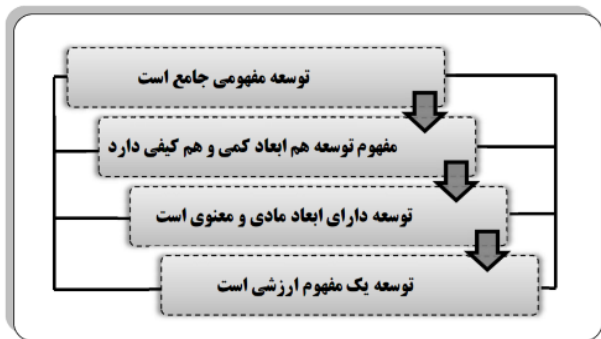 توسعه مفهومی جامع است
مفهوم توسعه هم ابعاد کمی و هم کیفی دارد
توسعه دارای ابعاد مادی و معنوی است
توسعه یک مفهوم ارزشی است